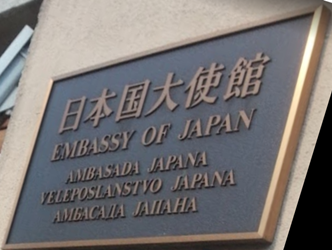 日本国大使館
EMBASSY OF JAPAN
AMBASADA JAPANA
VELEPOSLANSTVO JAPANA
АМБАСАДА ЈАПАНА